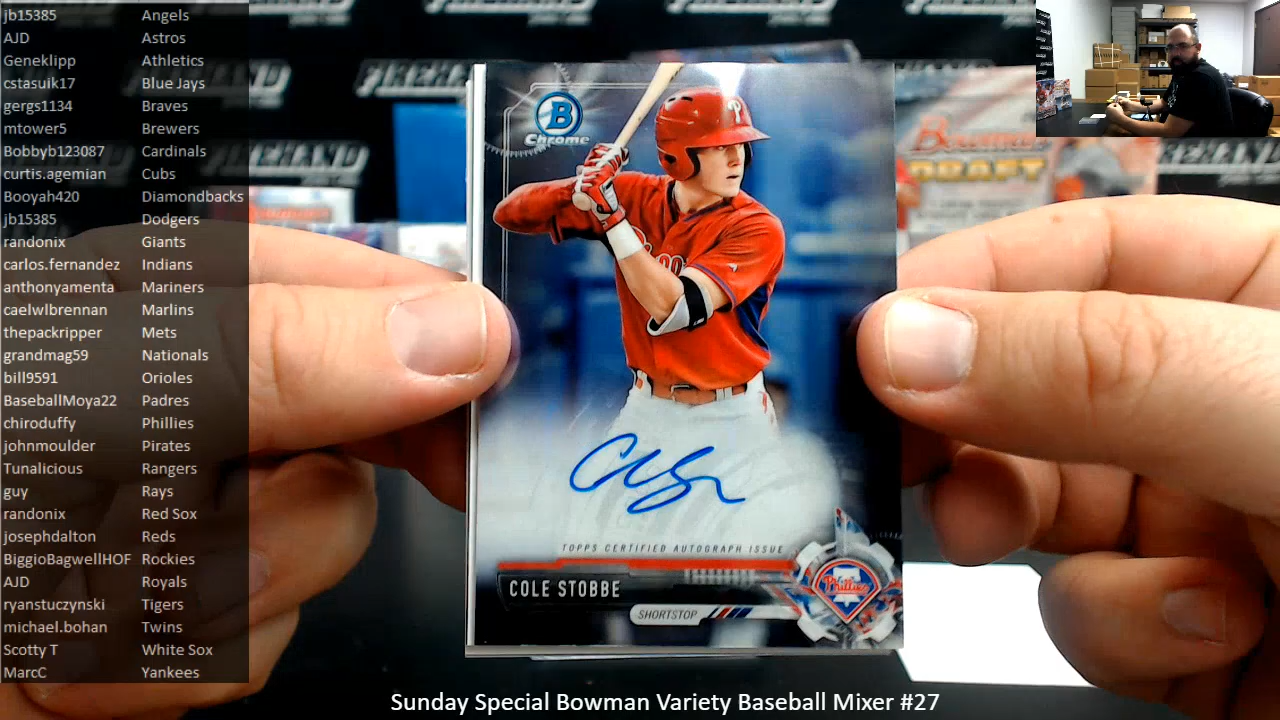 jb15385 Angels
AJD Astros
Geneklipp Athletics
cstasuik17 Blue Jays
gergs1134 Braves
mtower5 Brewers
Bobbyb123087 Cardinals
curtis.agemian Cubs
Booyah420 Diamondbacks
jb15385 Dodgers
randonix Giants
carlos.fernandez Indians
anthonyamenta Mariners
caelwlbrennan Marlins
thepackripper Mets
grandmag59 Nationals
bill9591 Orioles
BaseballMoya22 Padres
chiroduffy Phillies
johnmoulder Pirates
Tunalicious Rangers
guy Rays
randonix Red Sox
josephdalton Reds
BiggioBagwellHOF Rockies
AJD Royals
ryanstuczynski Tigers
michael.bohan Twins
Scotty T White Sox
MarcC Yankees
B
Chrome
P
Bowman
DRAFT
TOPPS CERTIFIED AUTOGRAPH ISSUE
COLE STOBBE
SHORTSTOP
Phillies
Sunday Special Bowman Variety Baseball Mixer #27